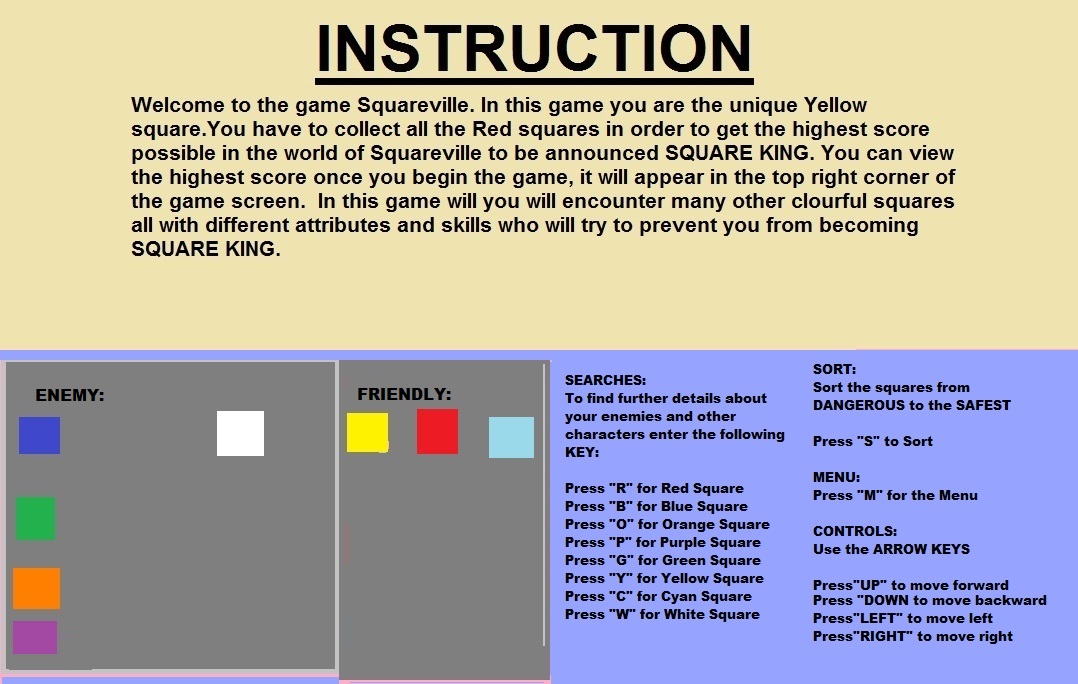 INSTRUCTION
Welcome to the game Squareville. In this game you are the unique Yellow
square.You have to collect all the Red squares in order to get the highest score
possible in the world of Squareville to be announced SQUARE KING. You can view
the highest score once you begin the game, it will appear in the top right corner of
the game screen.  In this game will you will encounter many other clourful squares
all with different attributes and skills who will try to prevent you from becoming
SQUARE KING.
ENEMY:
FRIENDLY:
SEARCHES:
To find further details about
your enemies and other
characters enter the following
KEY:
Press "R" for Red Square
Press "B" for Blue Square
Press "O" for Orange Square
Press "P" for Purple Square
Press "G" for Green Square
Press "Y" for Yellow Square
Press "C" for Cyan Square
Press "W" for White Square
SORT:
Sort the squares from
DANGEROUS to the SAFEST
Press "S" to Sort
MENU:
Press "M" for the Menu
CONTROLS:
Use the ARROW KEYS
Press"UP" to move forward
Press "DOWN to move backward
Press"LEFT" to move left
Press"RIGHT" to move right